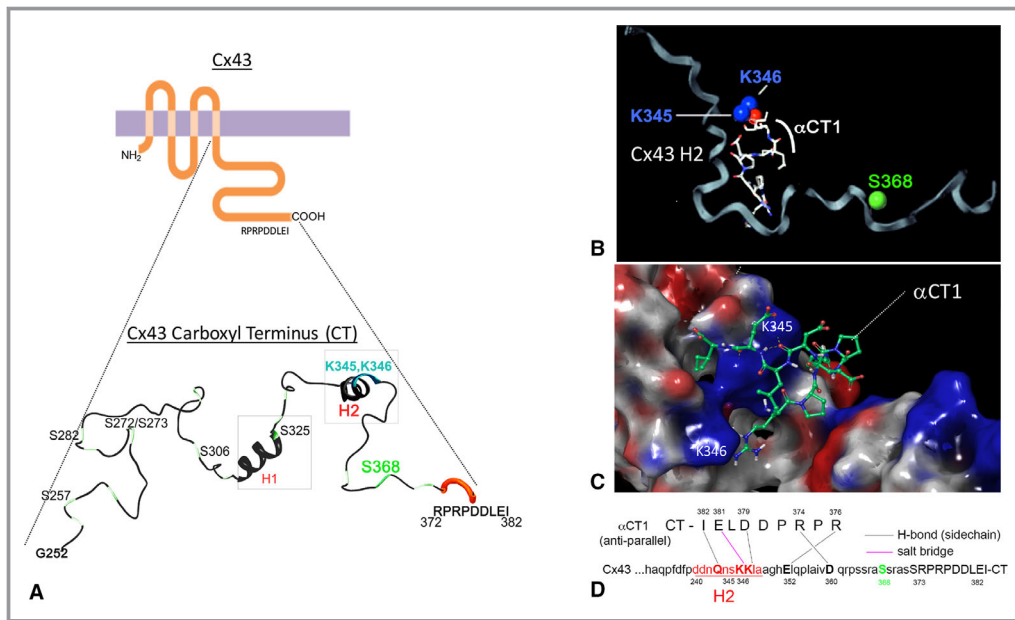 Cx43
NH2
COOH
RPRPDDLEI
Cx43 Carboxyl Terminus (CT)
K345,K346
H2
S272/S273
S282
S306
S325
H1
S368
S257
RPRPDDLEI
372 382
G252
A
K346
K345
αCT1
Cx43 H2
S368
B
αCT1
K345
K346
C
382 381 379 374 376
αCT1 CT - I E L D D P R P R
(anti-parallel)
H-bond (sidechain)
salt bridge
Cx43 ...haqpfdfpddnQnsKKlaaghElqplaivDqrpssraSsrasSRPRPDDLEI-CT
240 345 346 352 360 368 373 382
H2
D